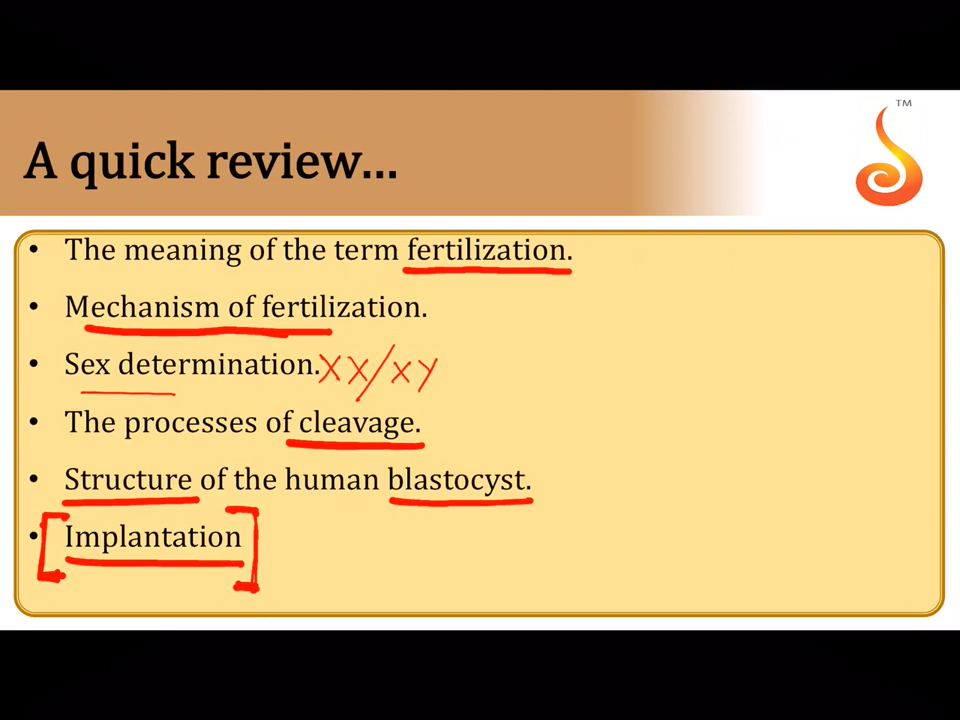 TM
A quick review...
• The meaning of the term fertilization.
• Mechanism of fertilization.
• Sex determination. XX/XY
• The processes of cleavage.
• Structure of the human blastocyst.
• Implantation